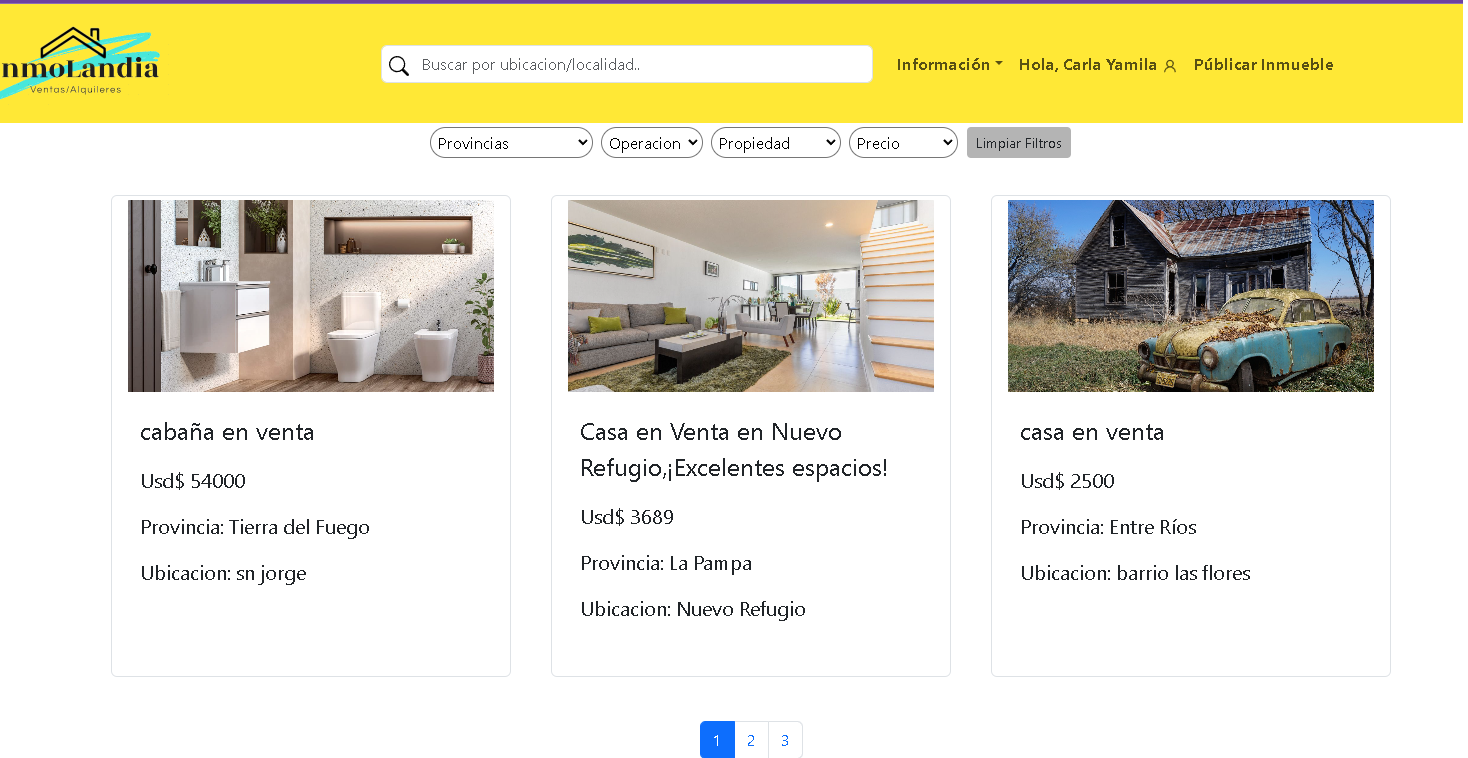 nmoLandia
Ventas/Alquileres
Buscar por ubicacion/localidad..
Información
Hola, Carla Yamila
Públicar Inmueble
Provincias
Operacion
Propiedad
Precio
Limpiar Filtros
cabaña en venta
Usd$ 54000
Provincia: Tierra del Fuego
Ubicacion: sn jorge
Casa en Venta en Nuevo
Refugio,¡Excelentes espacios!
Usd$ 3689
Provincia: La Pampa
Ubicacion: Nuevo Refugio
casa en venta
Usd$ 2500
Provincia: Entre Ríos
Ubicacion: barrio las flores
1
2
3